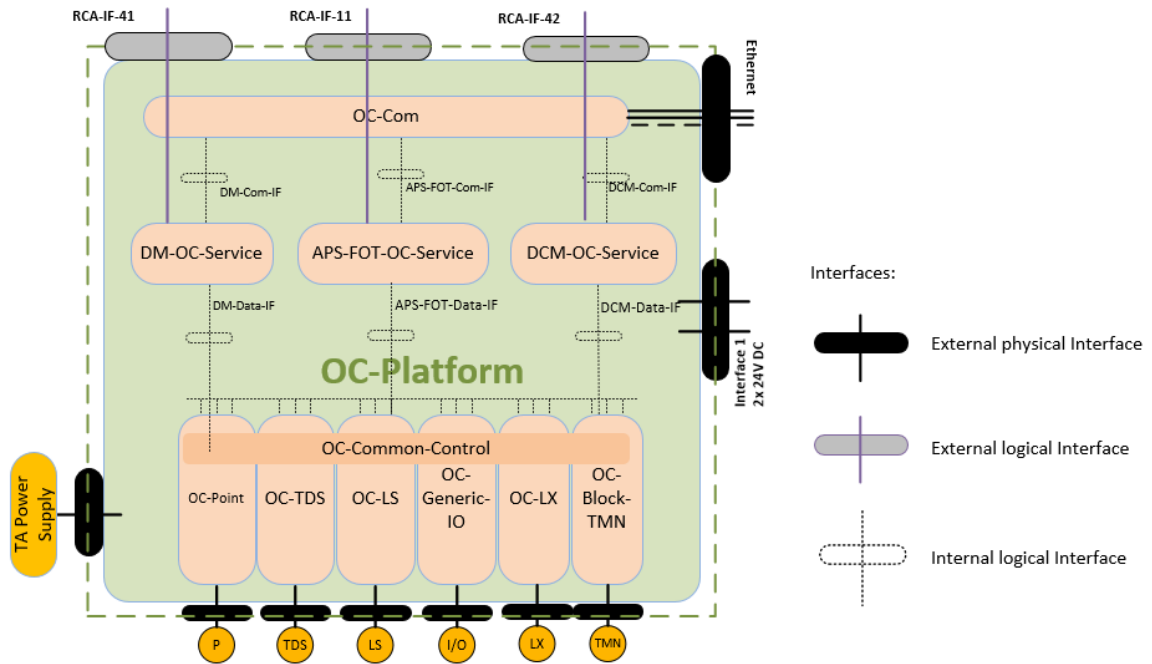 RCA-IF-41
RCA-IF-11
RCA-IF-42
Ethernet
OC-Com
DM-Com-IF
APS-FOT-Com-IF
DCM-Com-IF
DM-OC-Service
APS-FOT-OC-Service
DCM-OC-Service
DM-Data-IF
APS-FOT-Data-IF
DCM-Data-IF
Interface 1
2x 24V DC
OC-Platform
OC-Common-Control
OC-Point
OC-TDS
OC-LS
OC-
Generic-
IO
OC-LX
OC-
Block-
TMN
TA Power
Supply
P
TDS
LS
I/O
LX
TMN
Interfaces:
External physical Interface
External logical Interface
Internal logical Interface